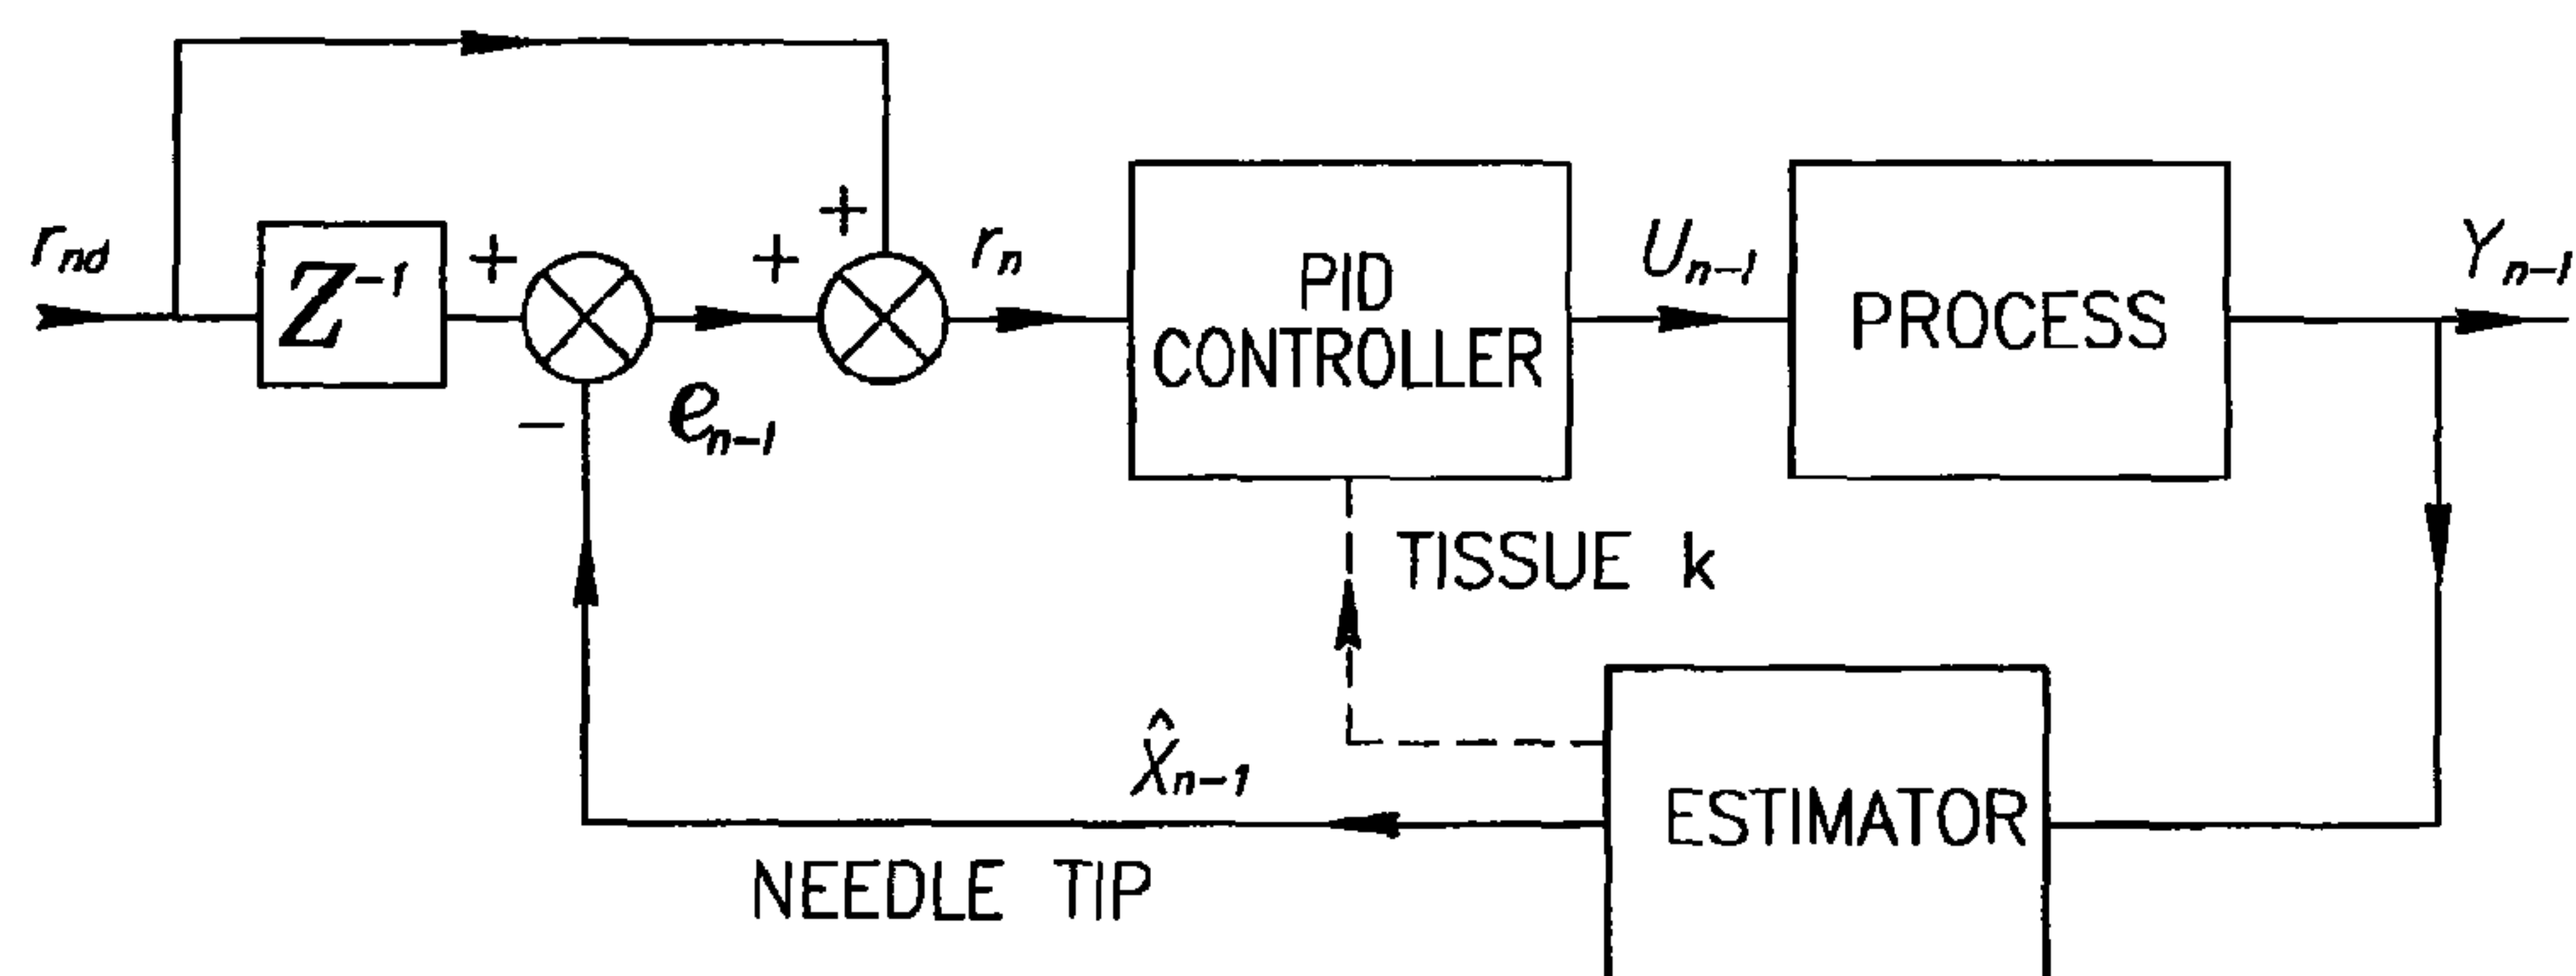 r_nd
Z⁻¹
+
−
e_n-1
+
+
r_n
PID
CONTROLLER
U_n-1
PROCESS
Y_n-1
TISSUE k
X̂_n-1
NEEDLE TIP
ESTIMATOR